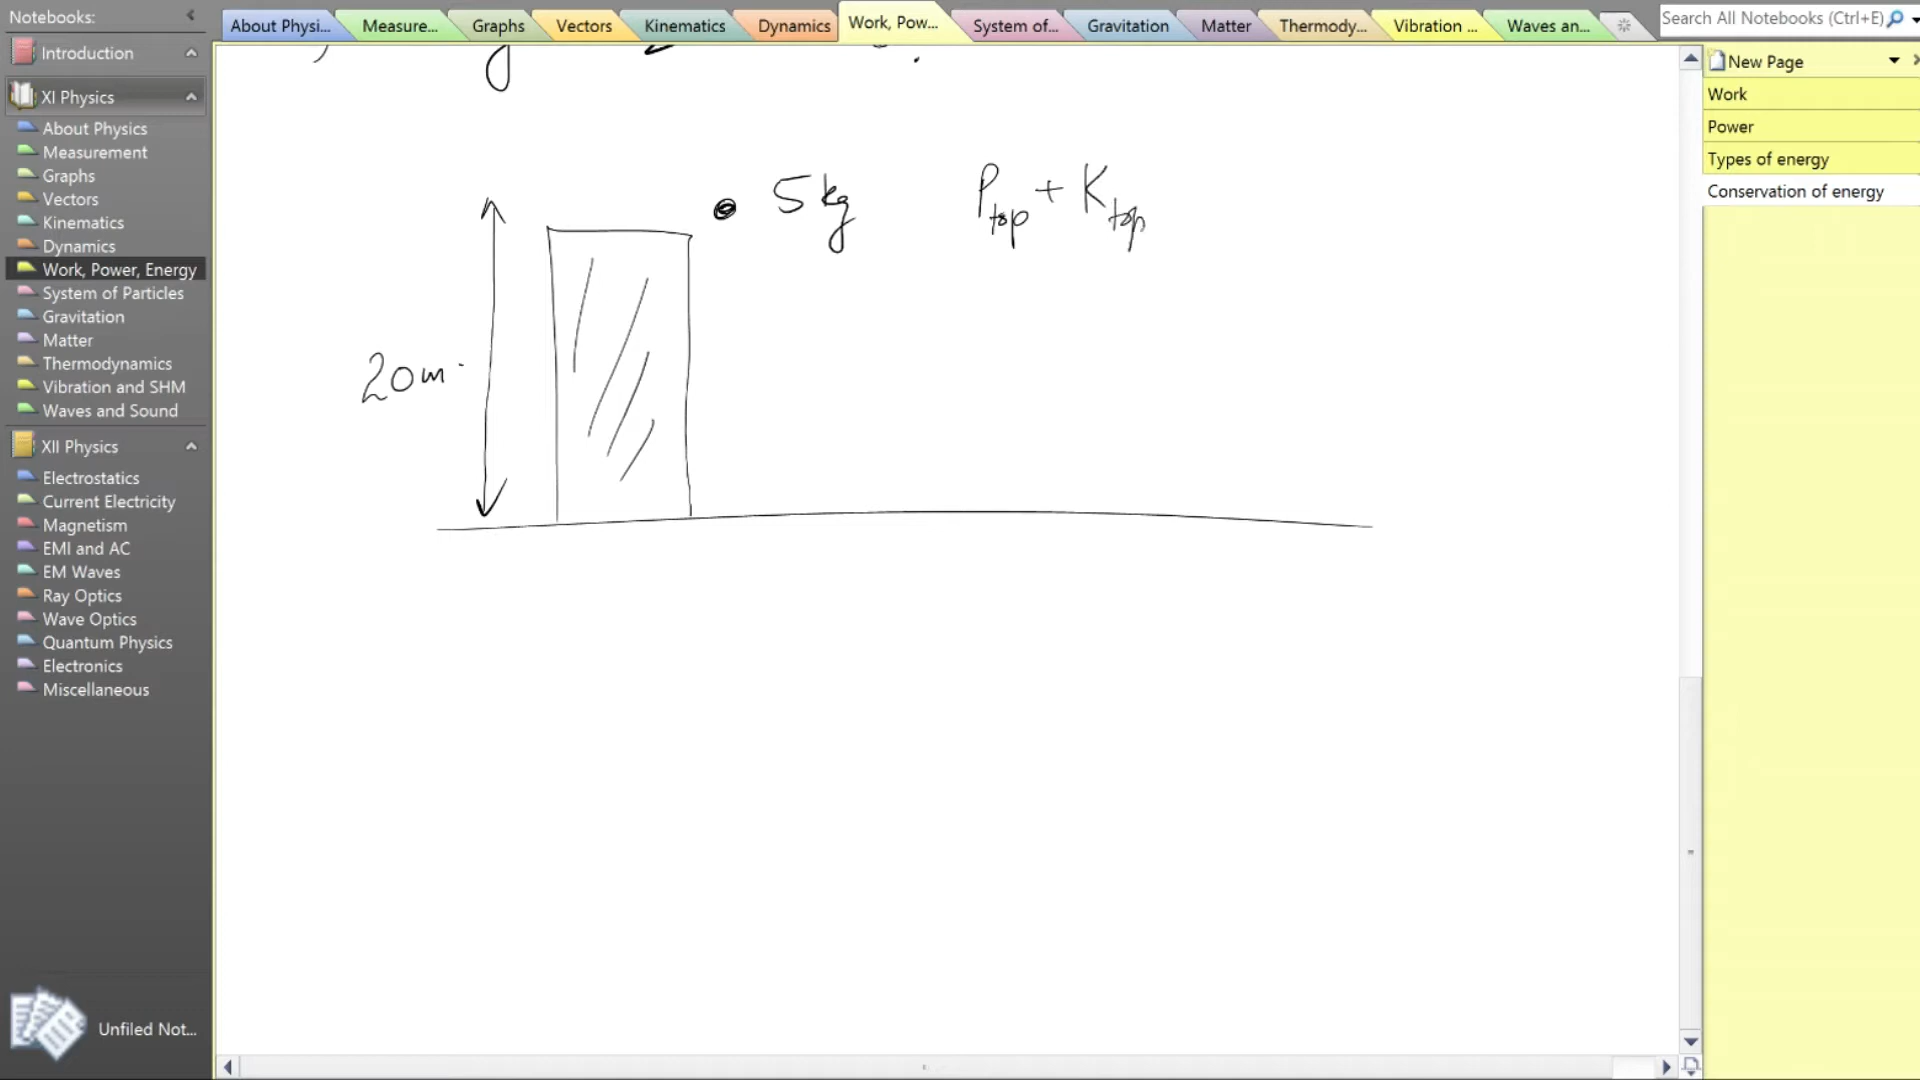 Notebooks:
Introduction
XI Physics
About Physics
Measurement
Graphs
Vectors
Kinematics
Dynamics
Work, Power, Energy
System of Particles
Gravitation
Matter
Thermodynamics
Vibration and SHM
Waves and Sound
XII Physics
Electrostatics
Current Electricity
Magnetism
EMI and AC
EM Waves
Ray Optics
Wave Optics
Quantum Physics
Electronics
Miscellaneous
Unfiled Not...
About Physi... Measure... Graphs Vectors Kinematics Dynamics Work, Pow... System of... Gravitation Matter Thermody... Vibration ... Waves an...
Search All Notebooks (Ctrl+E)
5 kg
P top + K top
20 m
New Page
Work
Power
Types of energy
Conservation of energy